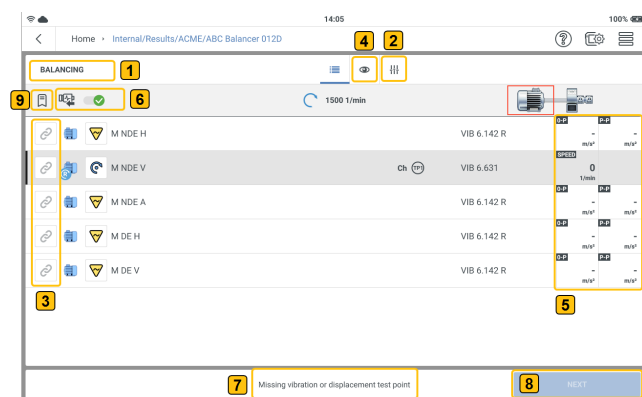 14:05
100%
Home › Internal/Results/ACME/ABC Balancer 012D
4 2
BALANCING 1
9 6 1500 1/min
M NDE H VIB 6.142 R 0-P - m/s² P-P - m/s²
M NDE V Ch TP1 VIB 6.631 SPEED 0 1/min
M NDE A VIB 6.142 R 0-P - m/s² P-P - m/s²
M DE H VIB 6.142 R 0-P - m/s² P-P - m/s²
M DE V VIB 6.142 R 0-P - m/s² P-P - m/s²
3 5
7 Missing vibration or displacement test point 8 NEXT